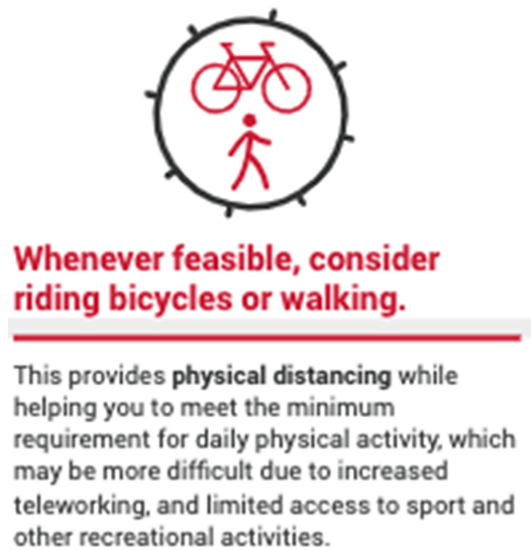 Whenever feasible, consider
riding bicycles or walking.
This provides physical distancing while
helping you to meet the minimum
requirement for daily physical activity, which
may be more difficult due to increased
teleworking, and limited access to sport and
other recreational activities.